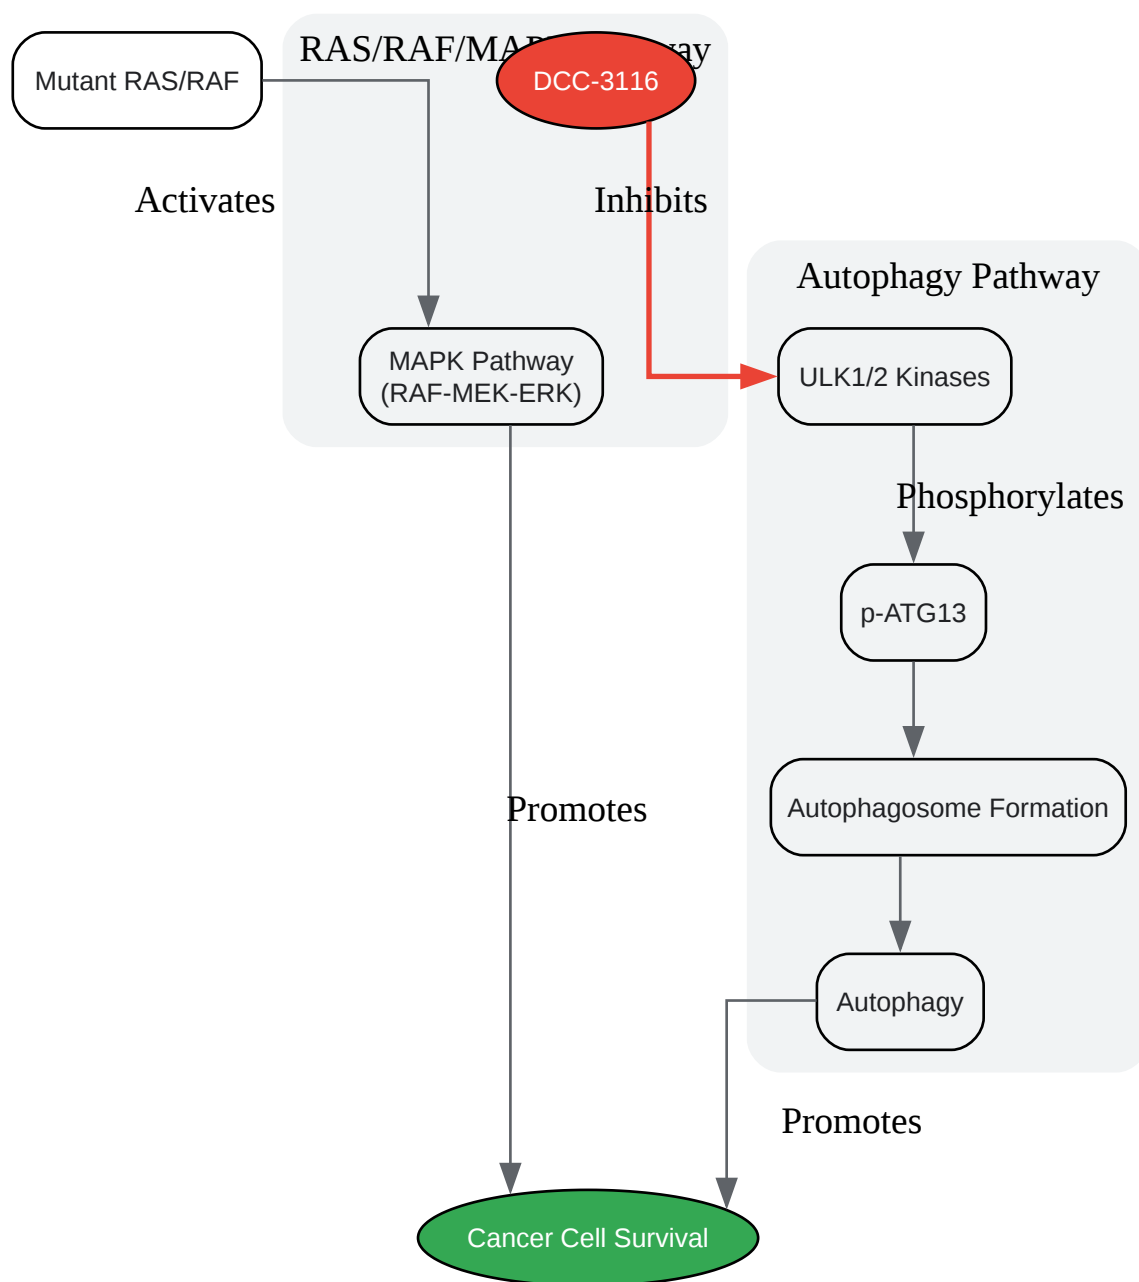 RAS/RAF/MA way
Mutant RAS/RAF
DCC-3116
Activates
Inhibits
Autophagy Pathway
MAPK Pathway
(RAF-MEK-ERK)
ULK1/2 Kinases
Phosphorylates
p-ATG13
Promotes
Autophagosome Formation
Autophagy
Promotes
Cancer Cell Survival